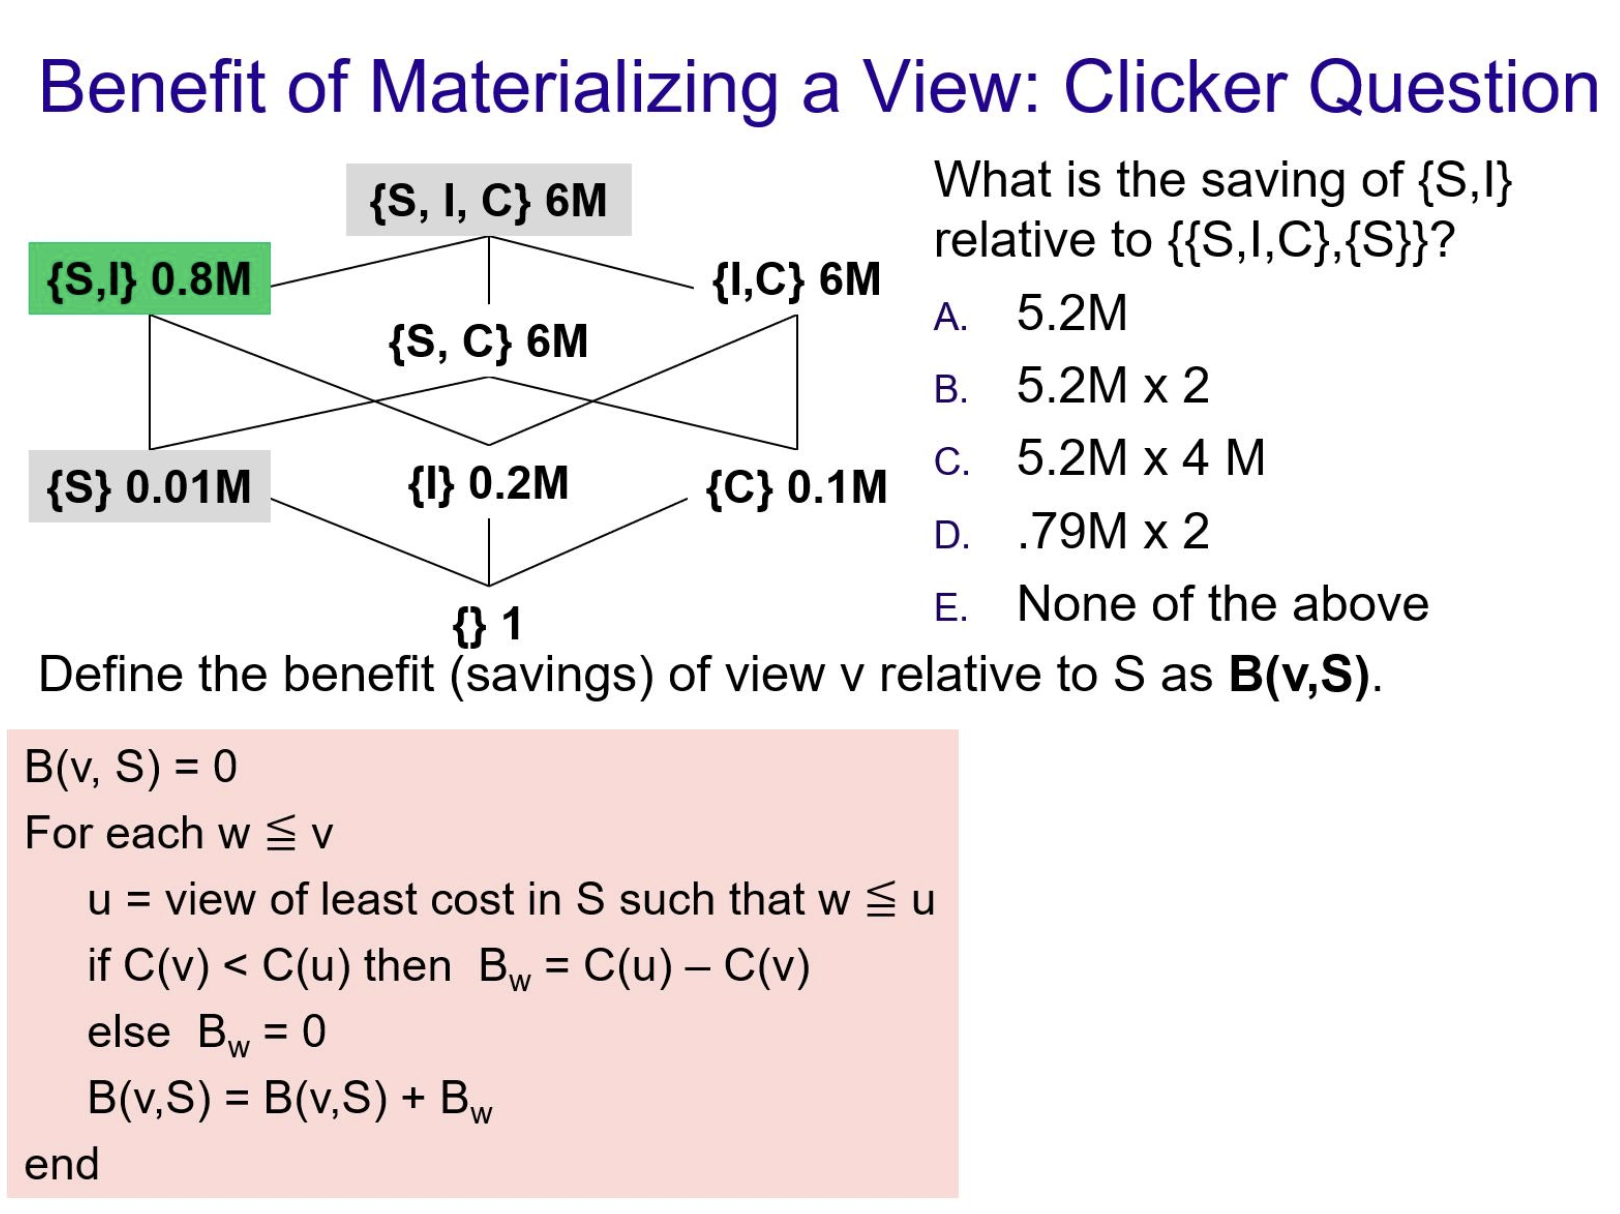 Benefit of Materializing a View: Clicker Question
{S, I, C} 6M
{S,I} 0.8M
{I,C} 6M
{S, C} 6M
{S} 0.01M
{I} 0.2M
{C} 0.1M
{} 1
What is the saving of {S,I}
relative to {{S,I,C},{S}}?
A. 5.2M
B. 5.2M x 2
C. 5.2M x 4 M
D. .79M x 2
E. None of the above
Define the benefit (savings) of view v relative to S as B(v,S).
B(v, S) = 0
For each w ≦ v
u = view of least cost in S such that w ≦ u
if C(v) < C(u) then Bw = C(u) – C(v)
else Bw = 0
B(v,S) = B(v,S) + Bw
end